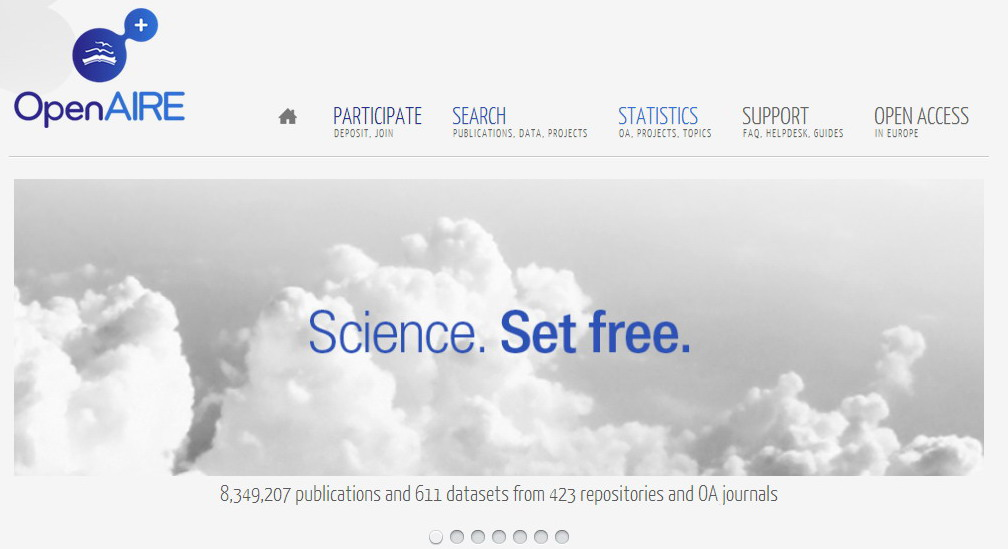 OpenAIRE
PARTICIPATE SEARCH STATISTICS SUPPORT OPEN ACCESS
DEPOSIT, JOIN PUBLICATIONS, DATA, PROJECTS OA, PROJECTS, TOPICS FAQ, HELPDESK, GUIDES IN EUROPE
Science. Set free.
8,349,207 publications and 611 datasets from 423 repositories and OA journals